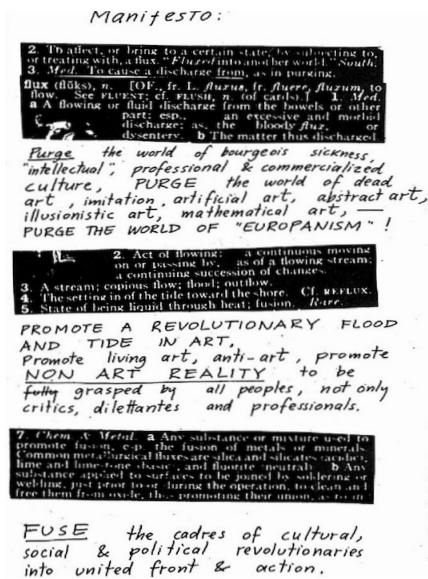 Manifesto:
2. To affect, or bring to a certain state, by subjecting to,
or treating with, a flux. "Fluxed into another world." South.
3. Med. To cause a discharge from, as in purging.
flux (flŭks), n. [OF., fr. L. fluxus, fr. fluere, fluxum, to
flow. See FLUENT; cf. FLUSH, n. (of cards).] 1. Med.
a A flowing or fluid discharge from the bowels or other
part; esp., an excessive and morbid
discharge; as, the bloody flux, or
dysentery. b The matter thus discharged.
Purge the world of bourgeois sickness,
"intellectual", professional & commercialized
culture, PURGE the world of dead
art, imitation, artificial art, abstract art,
illusionistic art, mathematical art, —
PURGE THE WORLD OF "EUROPANISM"!
2. Act of flowing: a continuous moving
on or passing by, as of a flowing stream;
a continuing succession of changes.
3. A stream; copious flow; flood; outflow.
4. The setting in of the tide toward the shore. Cf. REFLUX.
5. State of being liquid through heat; fusion. Rare.
PROMOTE A REVOLUTIONARY FLOOD
AND TIDE IN ART,
Promote living art, anti-art, promote
NON ART REALITY to be
fully grasped by all peoples, not only
critics, dilettantes and professionals.
7. Chem. & Metal. a Any substance or mixture used to
promote fusion, esp. the fusion of metals or minerals.
Common metallurgical fluxes are silica and silicates (acidic),
lime and limestone (basic), and fluorite (neutral). b Any
substance applied to surfaces to be joined by soldering or
welding, just prior to or during the operation, to clean and
free them from oxide, thus promoting their union, as rosin.
FUSE the cadres of cultural,
social & political revolutionaries
into united front & action.